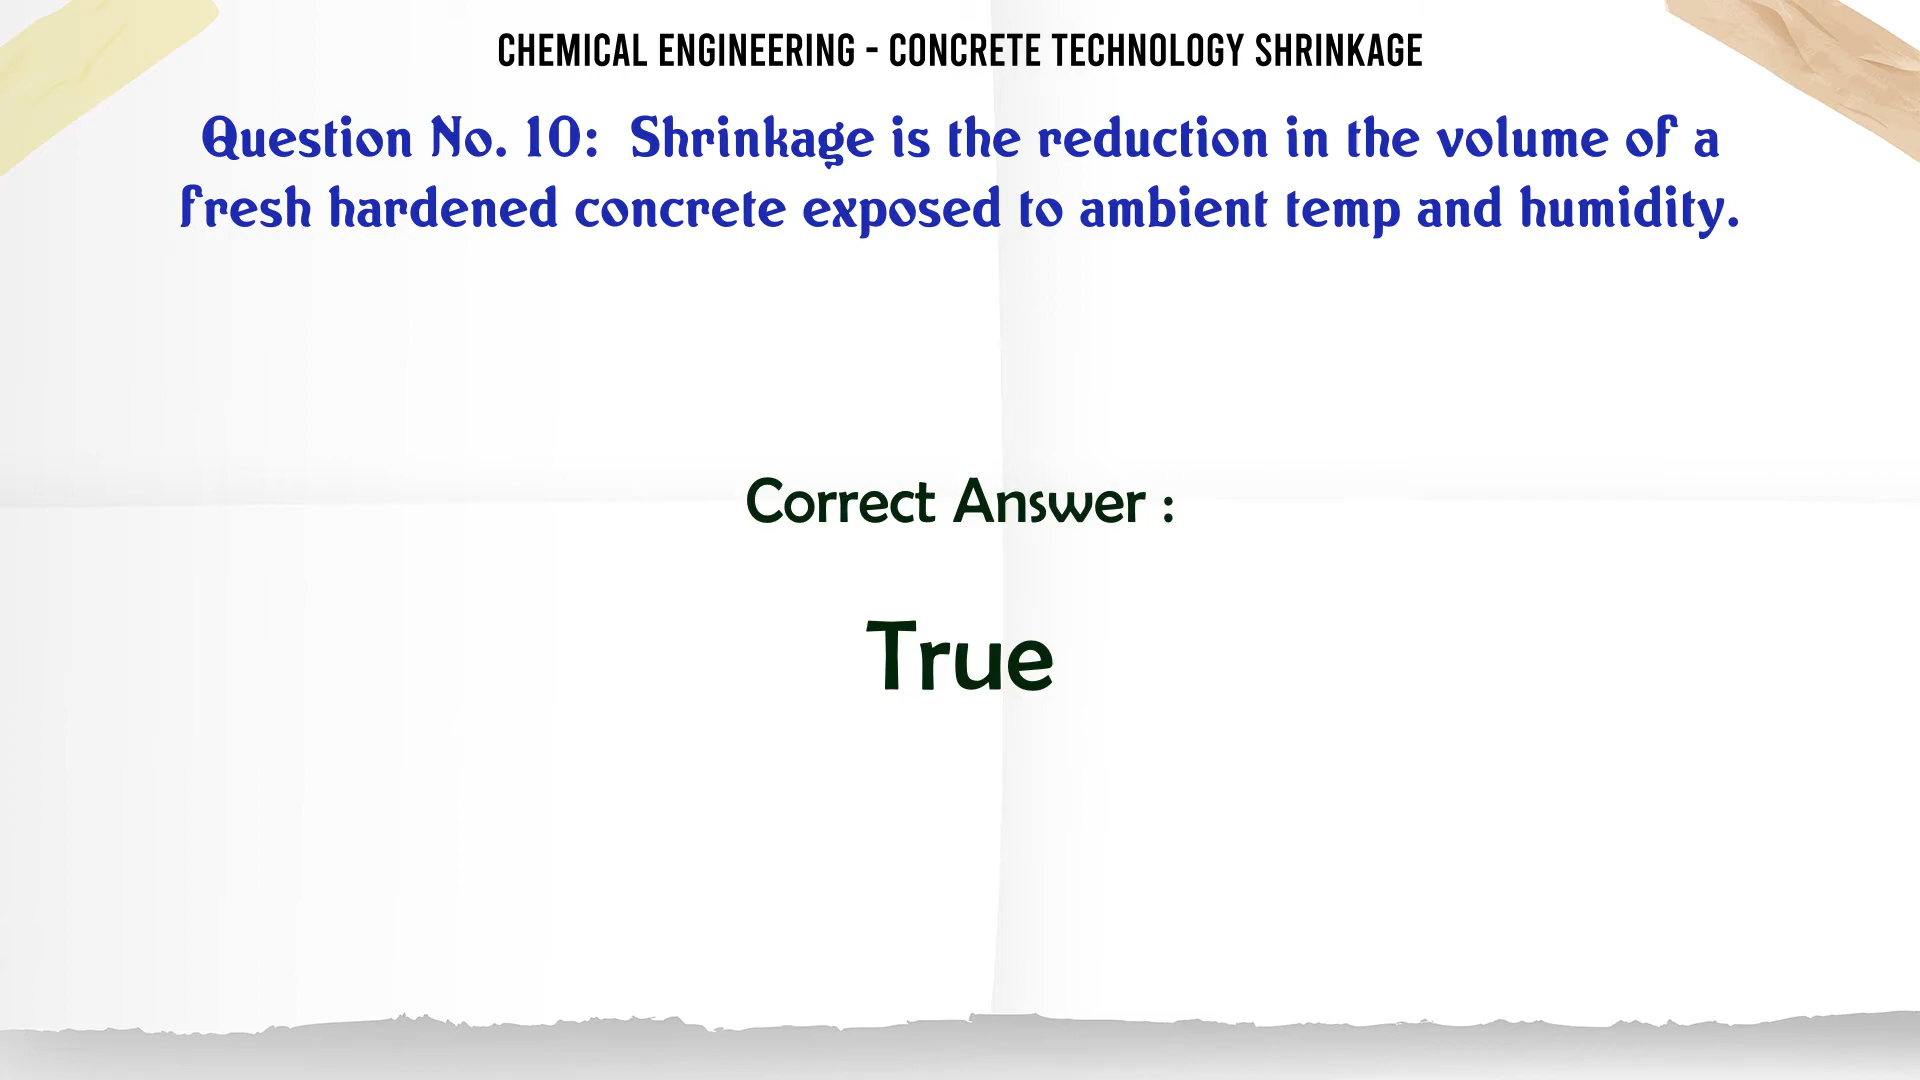 CHEMICAL ENGINEERING - CONCRETE TECHNOLOGY SHRINKAGE
Question No. 10: Shrinkage is the reduction in the volume of a
fresh hardened concrete exposed to ambient temp and humidity.
Correct Answer :
True